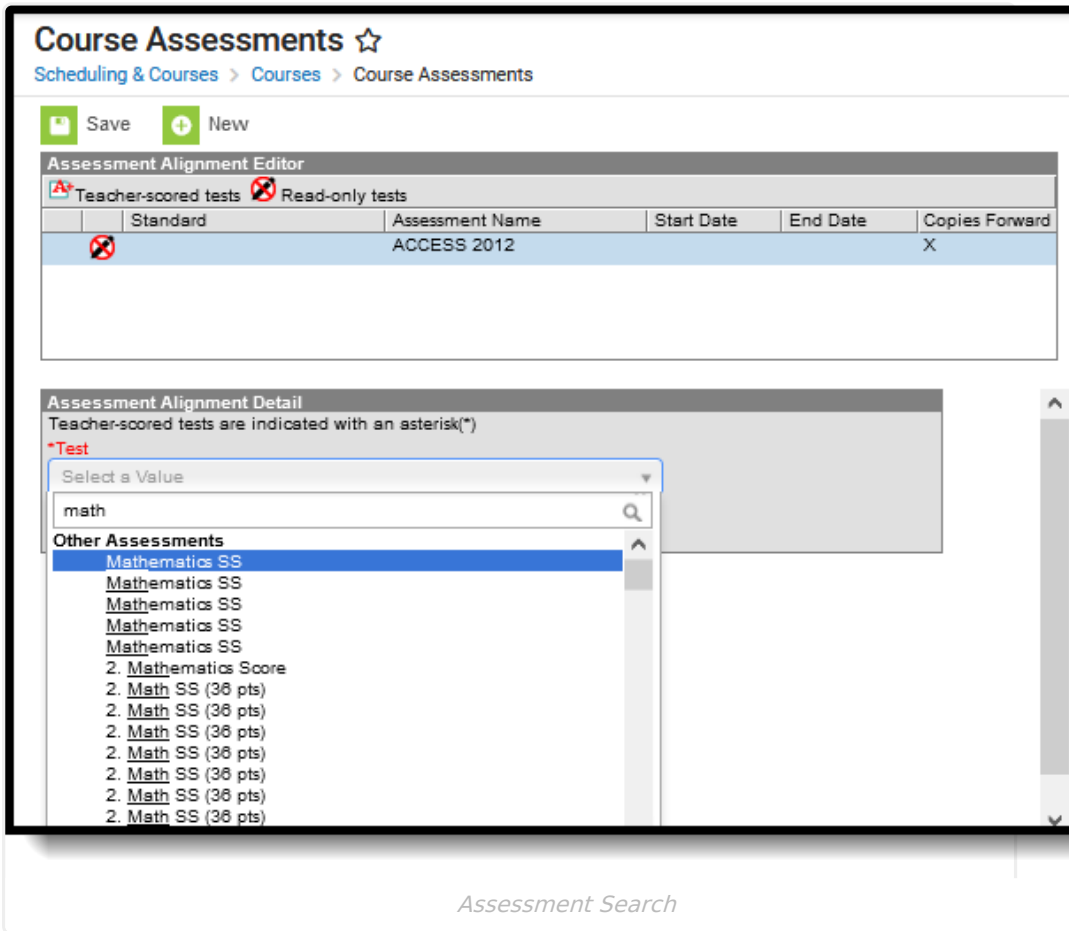 Course Assessments
Scheduling & Courses > Courses > Course Assessments
Save New
Assessment Alignment Editor
A+ Teacher-scored tests Read-only tests
Standard Assessment Name Start Date End Date Copies Forward
ACCESS 2012 X
Assessment Alignment Detail
Teacher-scored tests are indicated with an asterisk(*)
*Test
Select a Value
math
Other Assessments
Mathematics SS
Mathematics SS
Mathematics SS
Mathematics SS
Mathematics SS
2. Mathematics Score
2. Math SS (36 pts)
2. Math SS (36 pts)
2. Math SS (36 pts)
2. Math SS (36 pts)
2. Math SS (36 pts)
2. Math SS (36 pts)
2. Math SS (36 pts)
Assessment Search